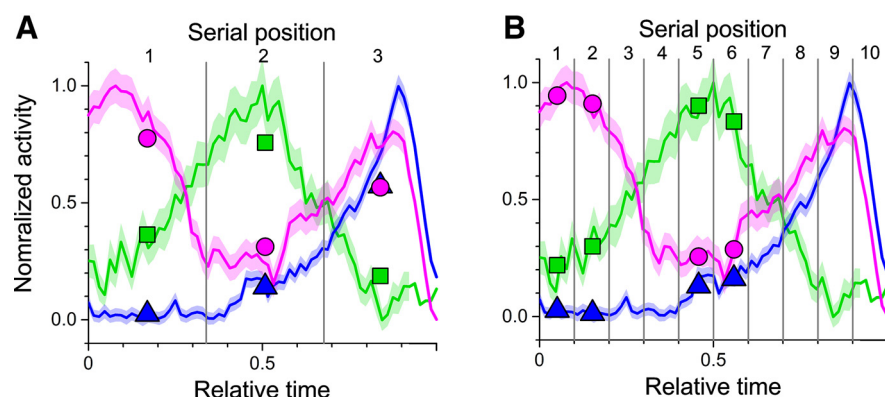 A
Serial position
1 2 3
Nomralized activity
1.0
0.5
0.0
0 0.5
Relative time
B
Serial position
1 2 3 4 5 6 7 8 9 10
1.0
0.5
0.0
0 0.5
Relative time